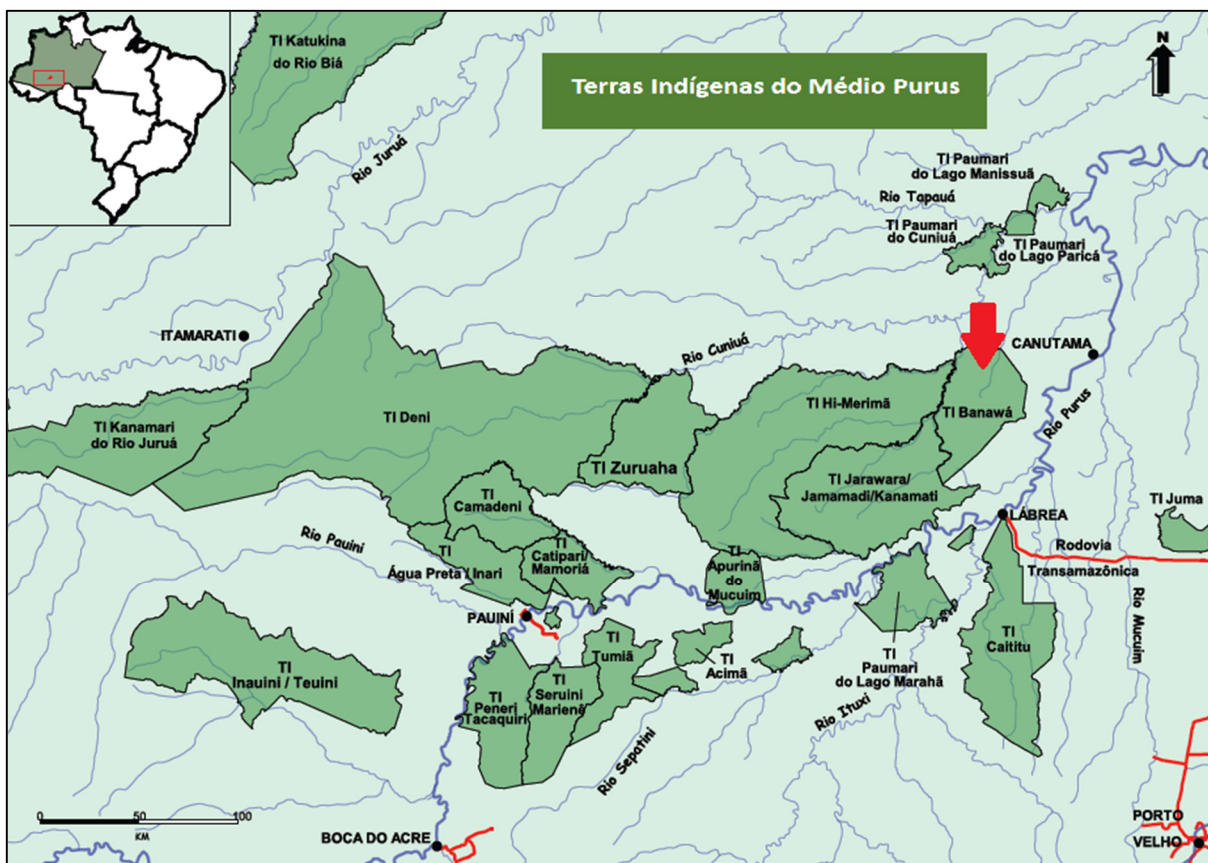 TI Katukina
do Rio Biá
Terras Indígenas do Médio Purus
N
Rio Juruá
TI Paumari
do Lago Manissuã
Rio Tapauá
TI Paumari
do Cuniuá
TI Paumari
do Lago Paricá
ITAMARATI
Rio Cuniuá
CANUTAMA
TI Deni
TI Hi-Merimã
TI Banawá
Rio Purus
TI Kanamari
do Rio Juruá
TI Zuruaha
TI Jarawara/
Jamamadi/Kanamati
TI
Camadeni
TI Juma
LÁBREA
Rio Pauini
Rodovia
Transamazônica
TI
Água Preta / Inari
TI
Catipari/
Mamoriá
TI
Apurinã
do
Mucuim
Rio Mucuim
PAUINÍ
TI
Inauini / Teuini
TI
Tumiã
TI
Acimã
TI
Paumari
do Lago Marahã
TI
Caititu
TI
Peneri
Tacaquiri
TI
Seruini
Marienê
Rio Sepatini
Rio Ituxi
0
50
100
KM
BOCA DO ACRE
PORTO
VELHO